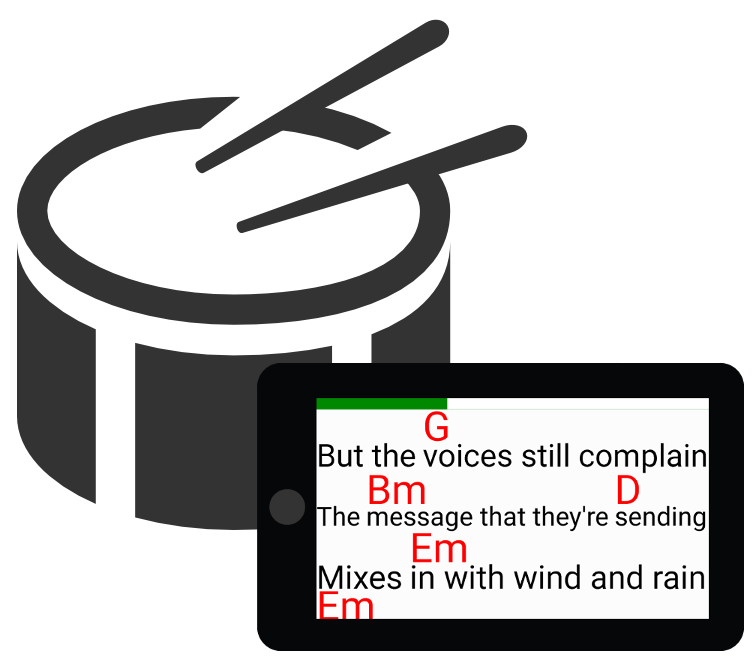 G
But the voices still complain
Bm D
The message that they're sending
Em
Mixes in with wind and rain
Em